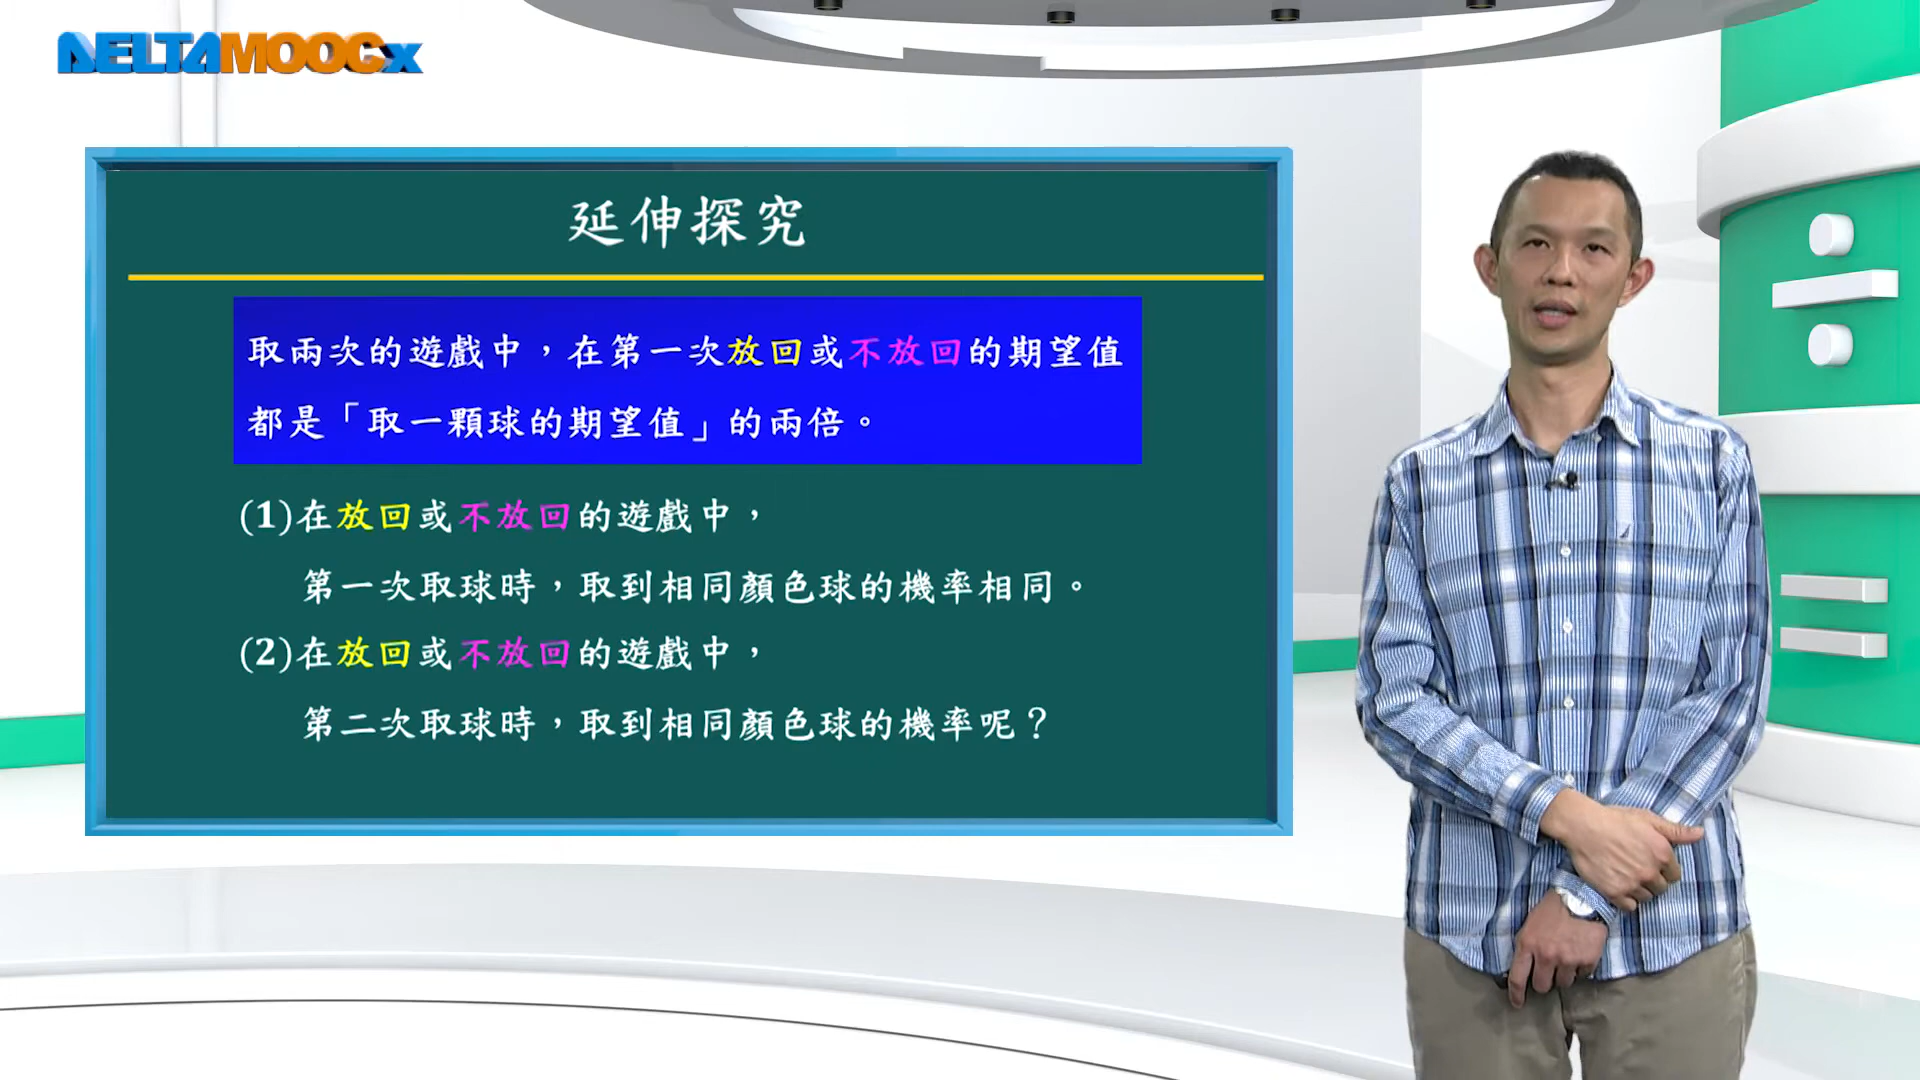 DELTAMOOCx
延伸探究
取兩次的遊戲中，在第一次放回或不放回的期望值
都是「取一顆球的期望值」的兩倍。
(1)在放回或不放回的遊戲中，
第一次取球時，取到相同顏色球的機率相同。
(2)在放回或不放回的遊戲中，
第二次取球時，取到相同顏色球的機率呢？